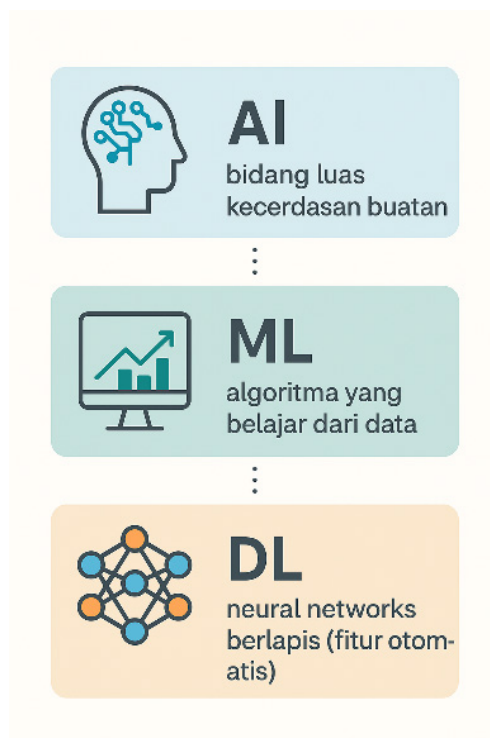 AI
bidang luas
kecerdasan buatan
ML
algoritma yang
belajar dari data
DL
neural networks
berlapis (fitur otom-
atis)